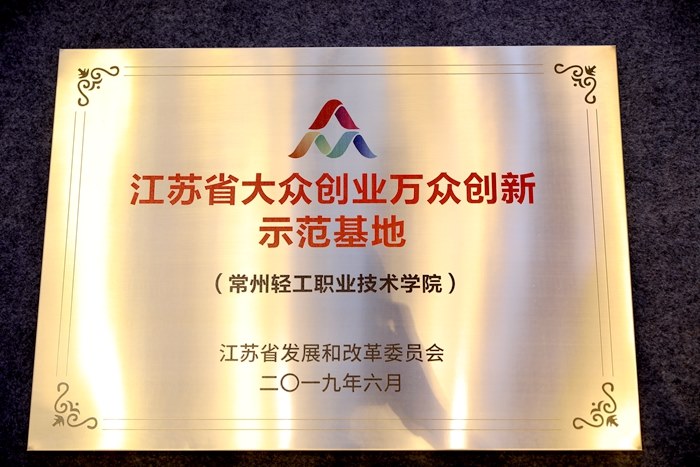 江苏省大众创业万众创新
示范基地
（常州轻工职业技术学院）
江苏省发展和改革委员会
二〇一九年六月